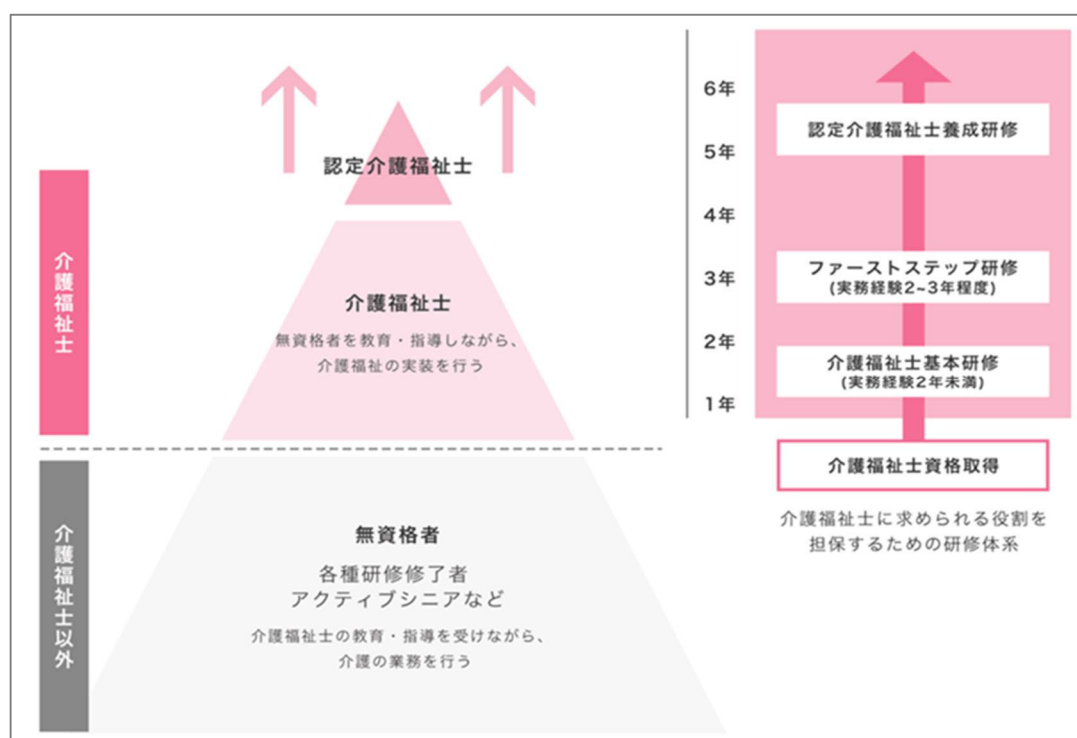 認定介護福祉士
介護福祉士
介護福祉士
無資格者を教育・指導しながら、
介護福祉の実装を行う
介護福祉士以外
無資格者
各種研修修了者
アクティブシニアなど
介護福祉士の教育・指導を受けながら、
介護の業務を行う
6年
認定介護福祉士養成研修
5年
4年
3年
ファーストステップ研修
(実務経験2~3年程度)
2年
介護福祉士基本研修
(実務経験2年未満)
1年
介護福祉士資格取得
介護福祉士に求められる役割を
担保するための研修体系